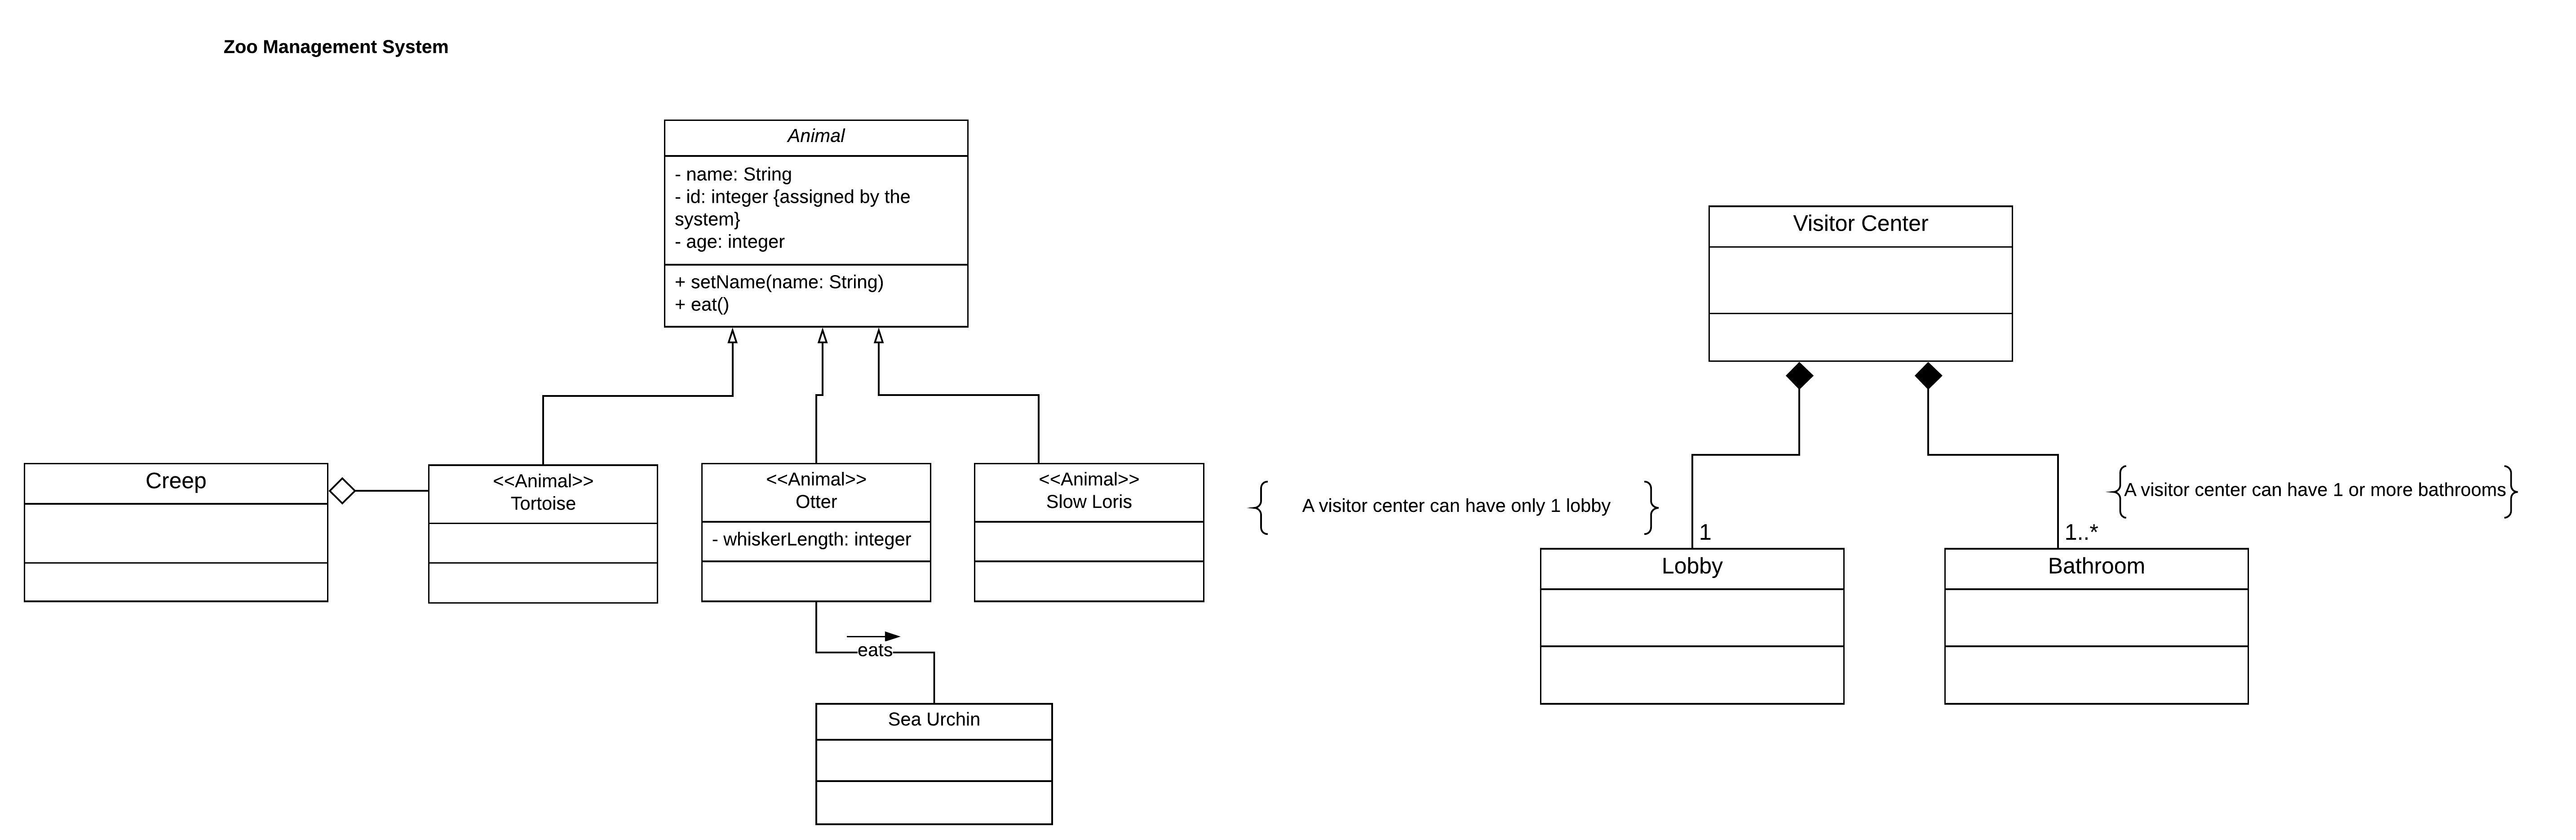 Zoo Management System
Animal
- name: String
- id: integer {assigned by the
system}
- age: integer
+ setName(name: String)
+ eat()
Visitor Center
Creep
<<Animal>>
Tortoise
<<Animal>>
Otter
- whiskerLength: integer
<<Animal>>
Slow Loris
A visitor center can have only 1 lobby
A visitor center can have 1 or more bathrooms
1
1..*
Lobby
Bathroom
eats
Sea Urchin